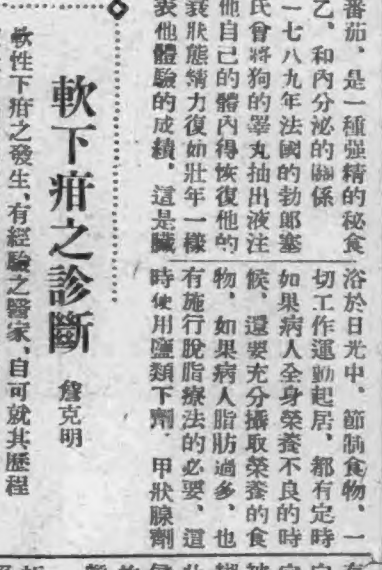 番茄、是一種强精的秘食
乙、和內分泌的關係
一七八九年法國的勃郞塞
氏曾將狗的睪丸抽出液注
他自己的體內得恢復他的
衰狀態精力復如壯年一樣
表他體驗的成績、這是臟
浴於日光中、節制食物、一
切工作運動起居、都有定時
如果病人全身榮養不良的時
候、還要充分攝取榮養的食
物、如果病人脂肪過多、也
有施行脫脂療法的必要、這
時使用鹽類下劑．甲狀腺劑
軟下疳之診斷
詹克明
軟性下疳之發生、有經驗之醫家、自可就其歷程